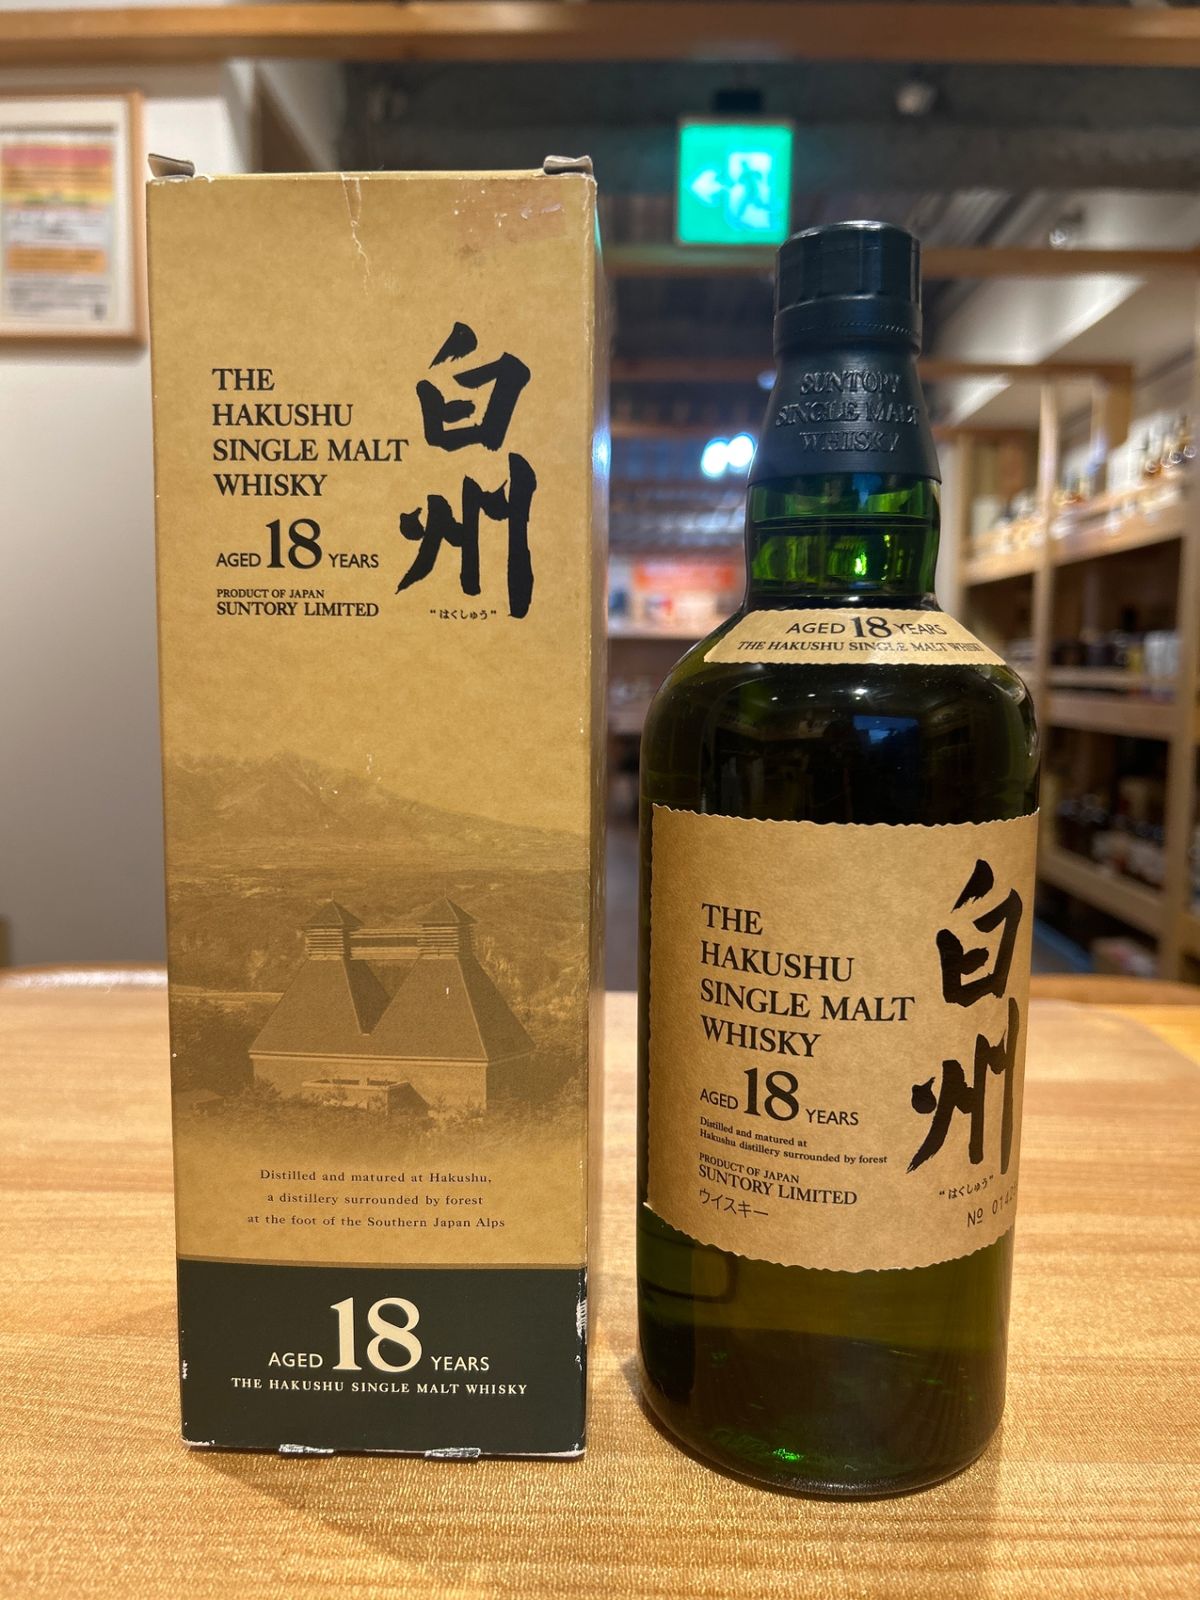 THE
HAKUSHU
SINGLE MALT
WHISKY
AGED 18 YEARS
PRODUCT OF JAPAN
SUNTORY LIMITED
白州
"はくしゅう"
Distilled and matured at Hakushu,
a distillery surrounded by forest
at the foot of the Southern Japan Alps
AGED 18 YEARS
THE HAKUSHU SINGLE MALT WHISKY
SUNTORY
SINGLE MALT
WHISKY
AGED 18 YEARS
THE HAKUSHU SINGLE MALT WHISKY
THE
HAKUSHU
SINGLE MALT
WHISKY
AGED 18 YEARS
Distilled and matured at
Hakushu distillery surrounded by forest
PRODUCT OF JAPAN
SUNTORY LIMITED
ウイスキー
白州
"はくしゅう"
№